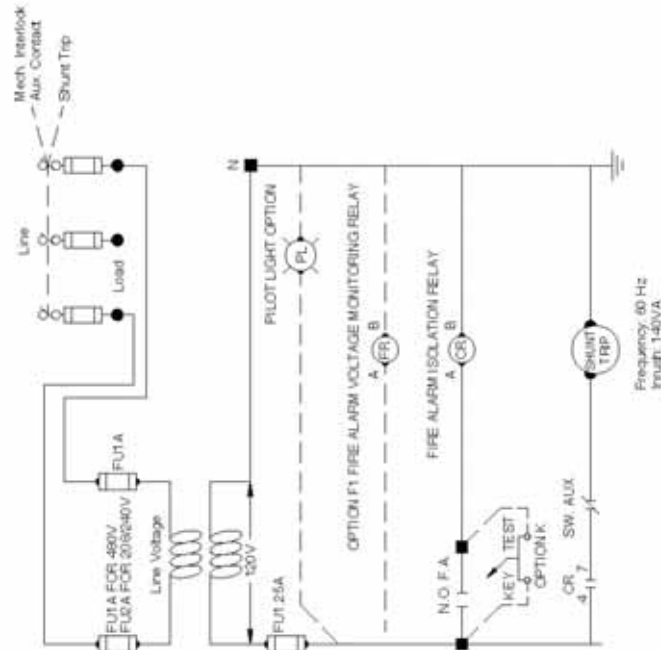 Mech. Interlock
Aux. Contact
Shunt Trip
Line
Load
FU1A FOR 480V
FU2A FOR 208/240V
FU1A
Line Voltage
120V
N
FU1.25A
PILOT LIGHT OPTION
PL
OPTION F1 FIRE ALARM VOLTAGE MONITORING RELAY
A
FR
B
FIRE ALARM ISOLATION RELAY
N.O. F.A.
A
CR
B
KEY TEST
OPTION K
CR
4 7
SW. AUX
SHUNT
TRIP
Frequency: 60 Hz
Inrush: 140VA